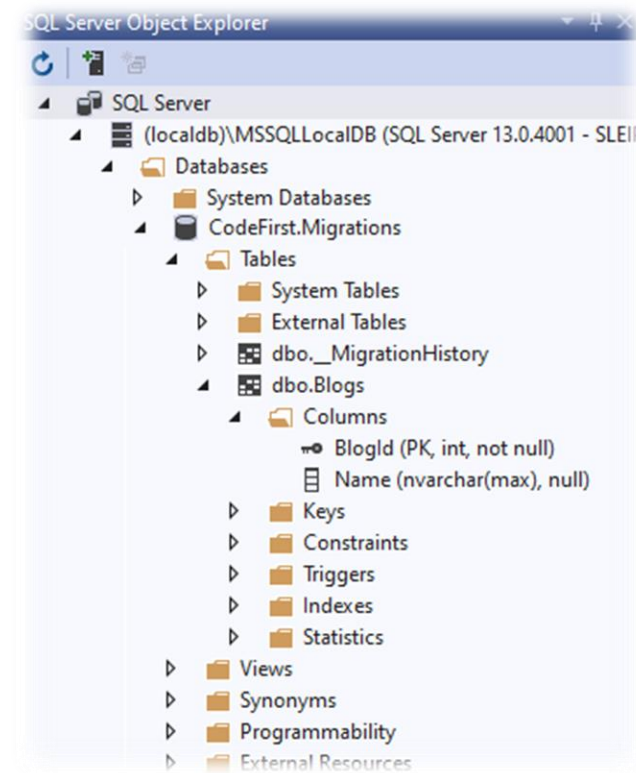 SQL Server Object Explorer
SQL Server
(localdb)\MSSQLLocalDB (SQL Server 13.0.4001 - SLEI
Databases
System Databases
CodeFirst.Migrations
Tables
System Tables
External Tables
dbo.__MigrationHistory
dbo.Blogs
Columns
BlogId (PK, int, not null)
Name (nvarchar(max), null)
Keys
Constraints
Triggers
Indexes
Statistics
Views
Synonyms
Programmability
External Resources